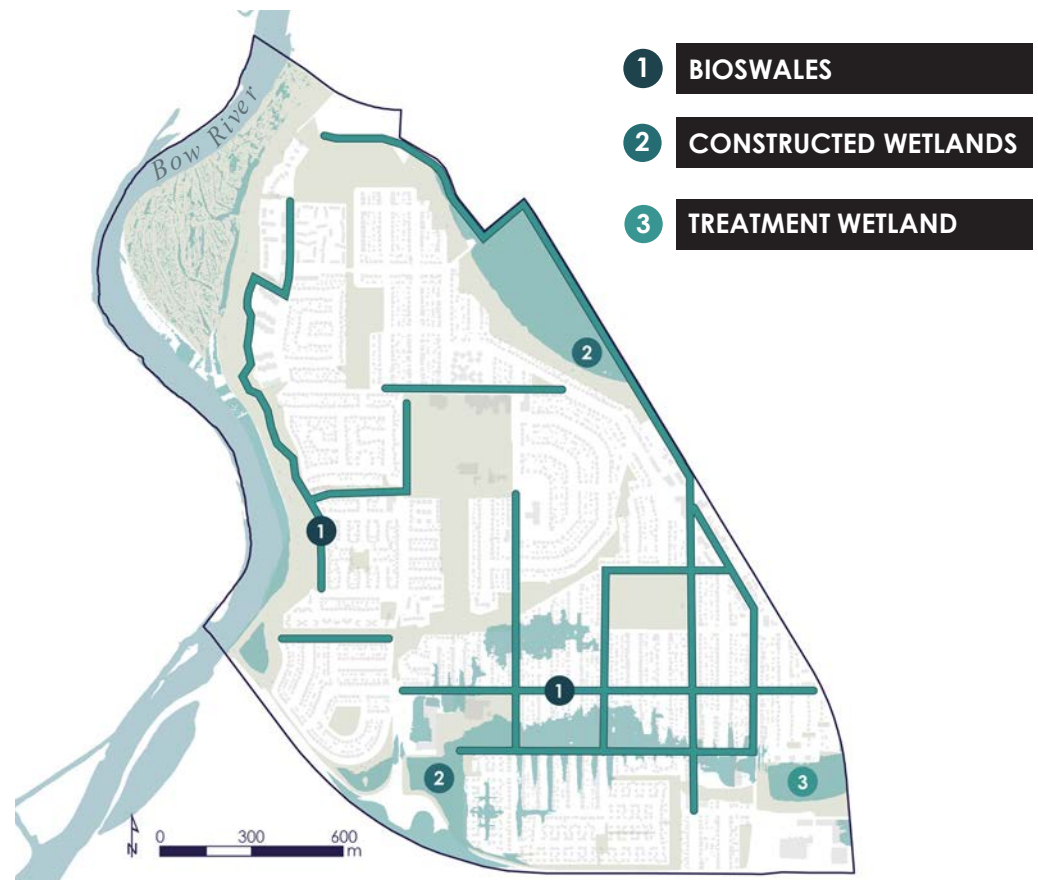 1 BIOSWALES
2 CONSTRUCTED WETLANDS
3 TREATMENT WETLAND
Bow River
2
1
1
2
3
N
0 300 600
m